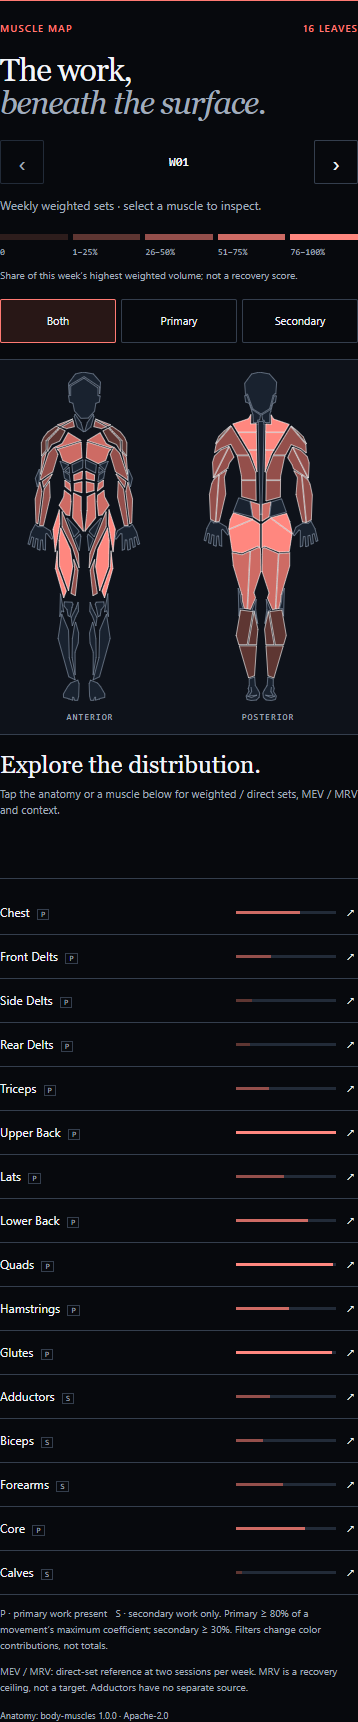 MUSCLE MAP 16 LEAVES
The work,
beneath the surface.
‹ W01 ›
Weekly weighted sets · select a muscle to inspect.
0 1–25% 26–50% 51–75% 76–100%
Share of this week's highest weighted volume; not a recovery score.
Both Primary Secondary
ANTERIOR POSTERIOR
Explore the distribution.
Tap the anatomy or a muscle below for weighted / direct sets, MEV / MRV
and context.
Chest P ↗
Front Delts P ↗
Side Delts P ↗
Rear Delts P ↗
Triceps P ↗
Upper Back P ↗
Lats P ↗
Lower Back P ↗
Quads P ↗
Hamstrings P ↗
Glutes P ↗
Adductors S ↗
Biceps S ↗
Forearms S ↗
Core P ↗
Calves S ↗
P · primary work present S · secondary work only. Primary ≥ 80% of a
movement's maximum coefficient; secondary ≥ 30%. Filters change color
contributions, not totals.
MEV / MRV: direct-set reference at two sessions per week. MRV is a recovery
ceiling, not a target. Adductors have no separate source.
Anatomy: body-muscles 1.0.0 · Apache-2.0